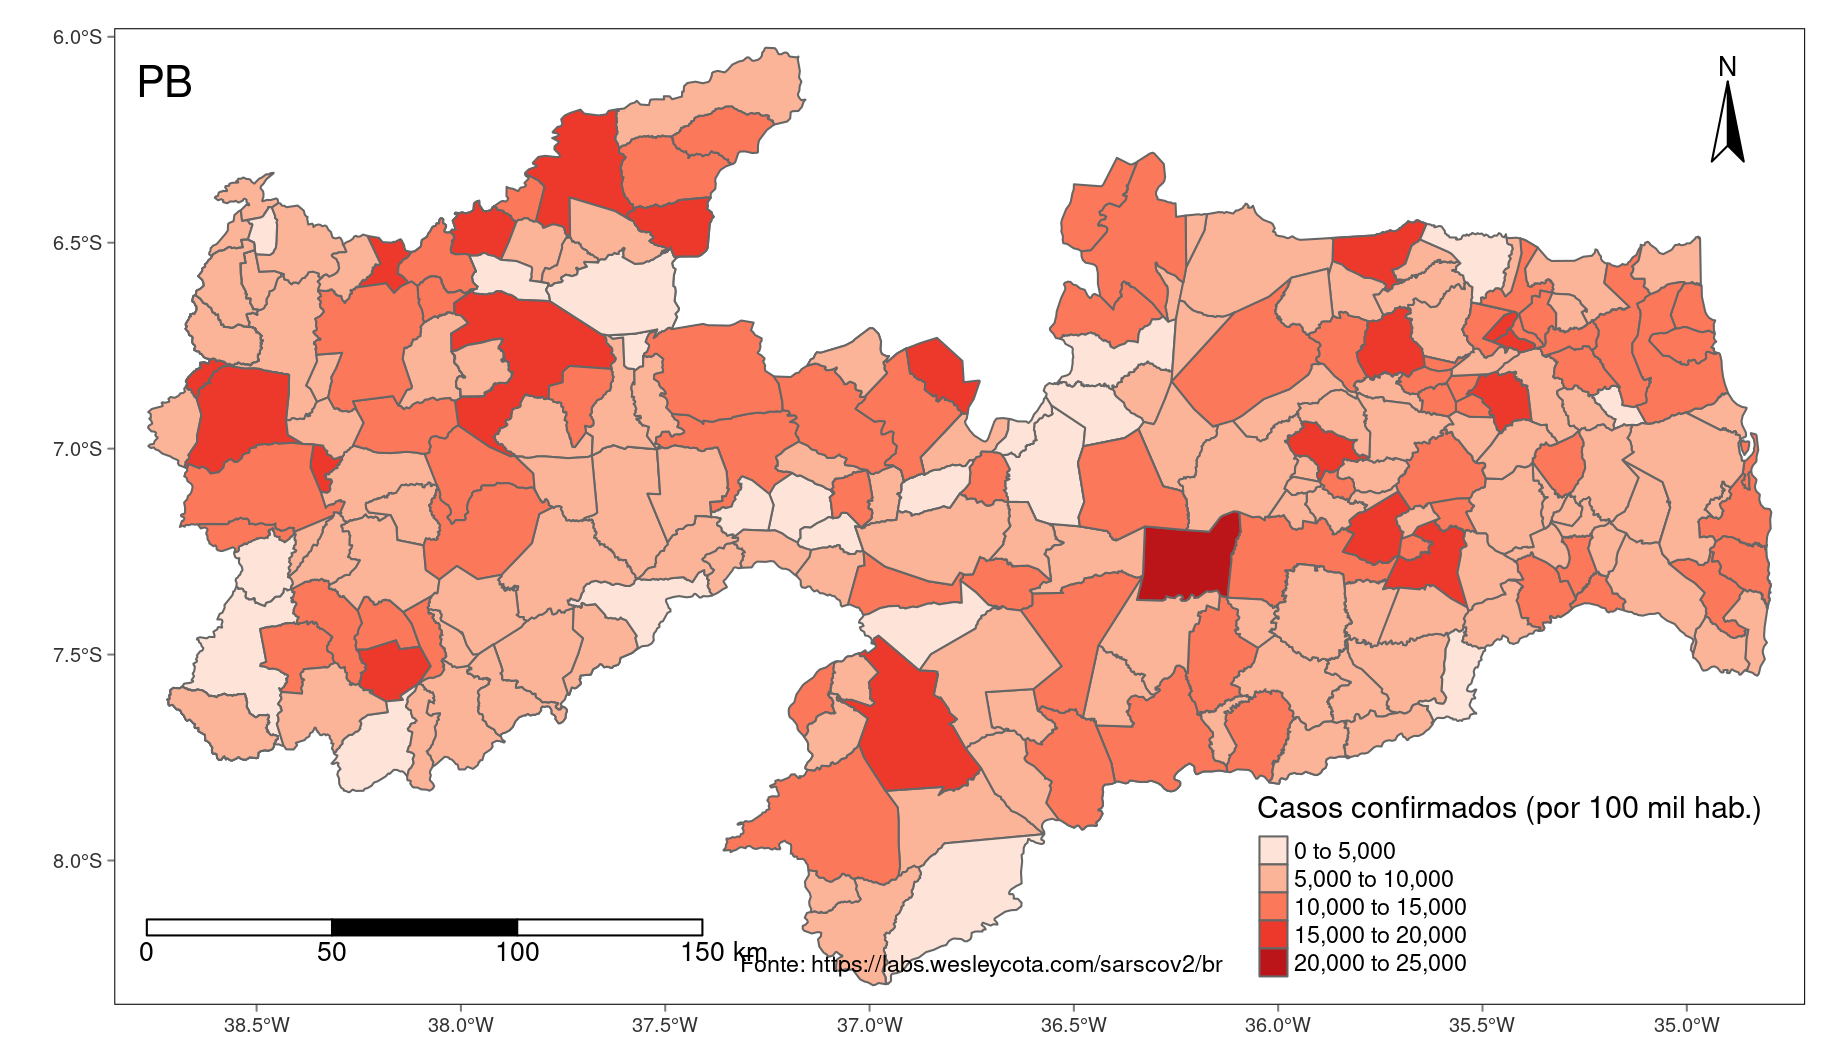 6.0°S
PB
N
6.5°S
7.0°S
7.5°S
8.0°S
Casos confirmados (por 100 mil hab.)
0 to 5,000
5,000 to 10,000
10,000 to 15,000
15,000 to 20,000
20,000 to 25,000
0 50 100 150 km
Fonte: https://labs.wesleycota.com/sarscov2/br
38.5°W 38.0°W 37.5°W 37.0°W 36.5°W 36.0°W 35.5°W 35.0°W